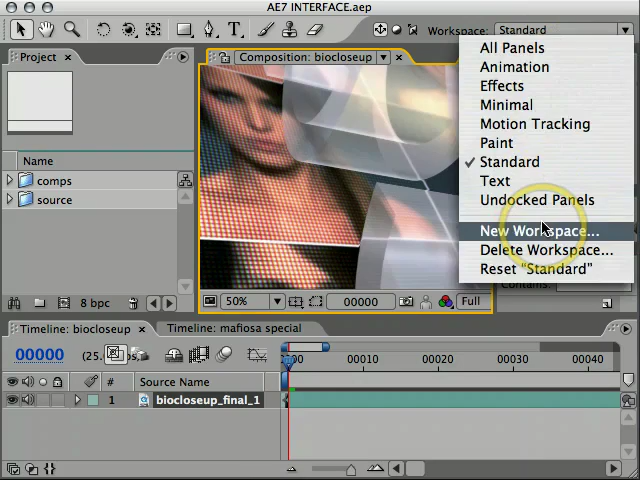 AE7 INTERFACE.aep
T
Workspace: Standard
All Panels
Animation
Effects
Minimal
Motion Tracking
Paint
Standard
Text
Undocked Panels
New Workspace...
Delete Workspace...
Reset “Standard”
Contains:
Project ×
Name
comps
source
8 bpc
Composition: biocloseup ×
50%
00000
Full
Timeline: biocloseup ×
Timeline: mafiosa special
00000
(25.
ps)
00010
00020
00030
00040
#
Source Name
1
biocloseup_final_1